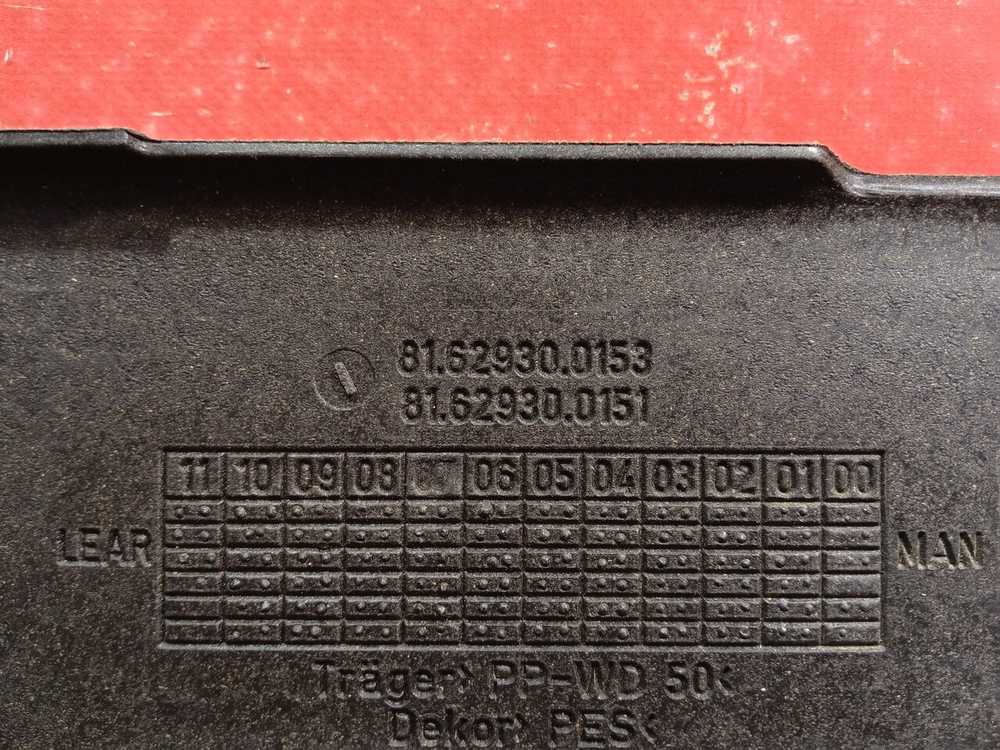 81.62930.0153
81.62930.0151
11 10 09 08 06 05 04 03 02 01 00
LEAR MAN
Träger> PP-WD 50<
Dekor> PES<